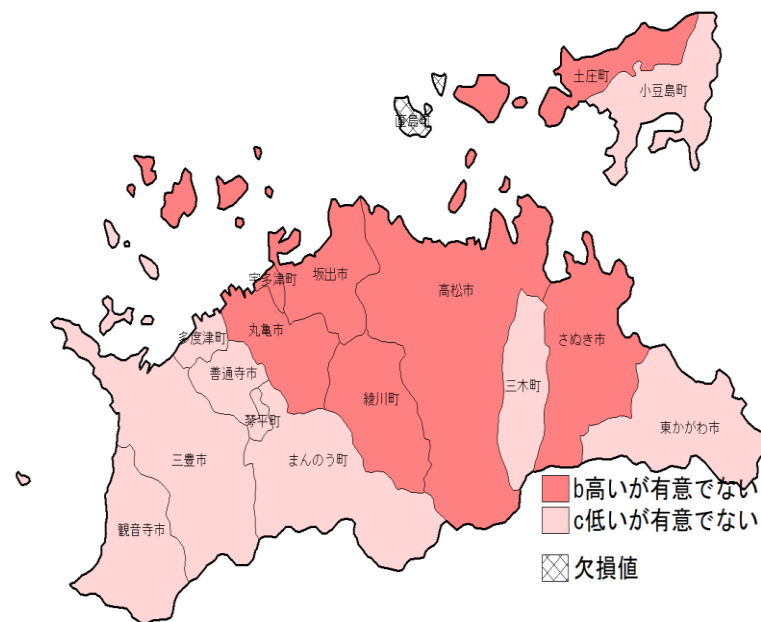 土庄町
小豆島町
直島町
宇多津町
坂出市
高松市
多度津町
丸亀市
さぬき市
善通寺市
三木町
綾川町
琴平町
東かがわ市
三豊市
まんのう町
観音寺市
b高いが有意でない
c低いが有意でない
欠損値